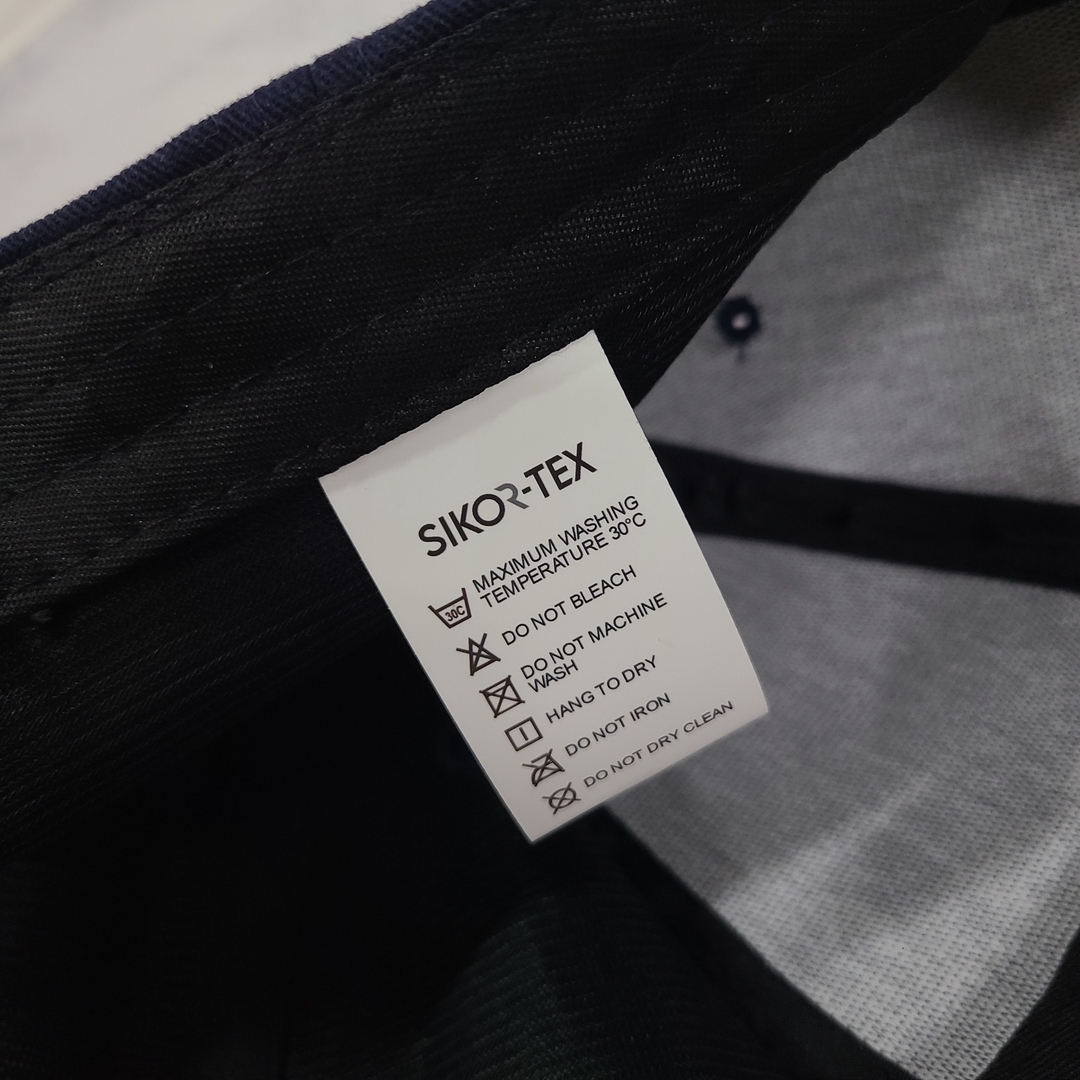 SIKOR-TEX
MAXIMUM WASHING
TEMPERATURE 30°C
30C
DO NOT BLEACH
DO NOT MACHINE
WASH
HANG TO DRY
DO NOT IRON
DO NOT DRY CLEAN